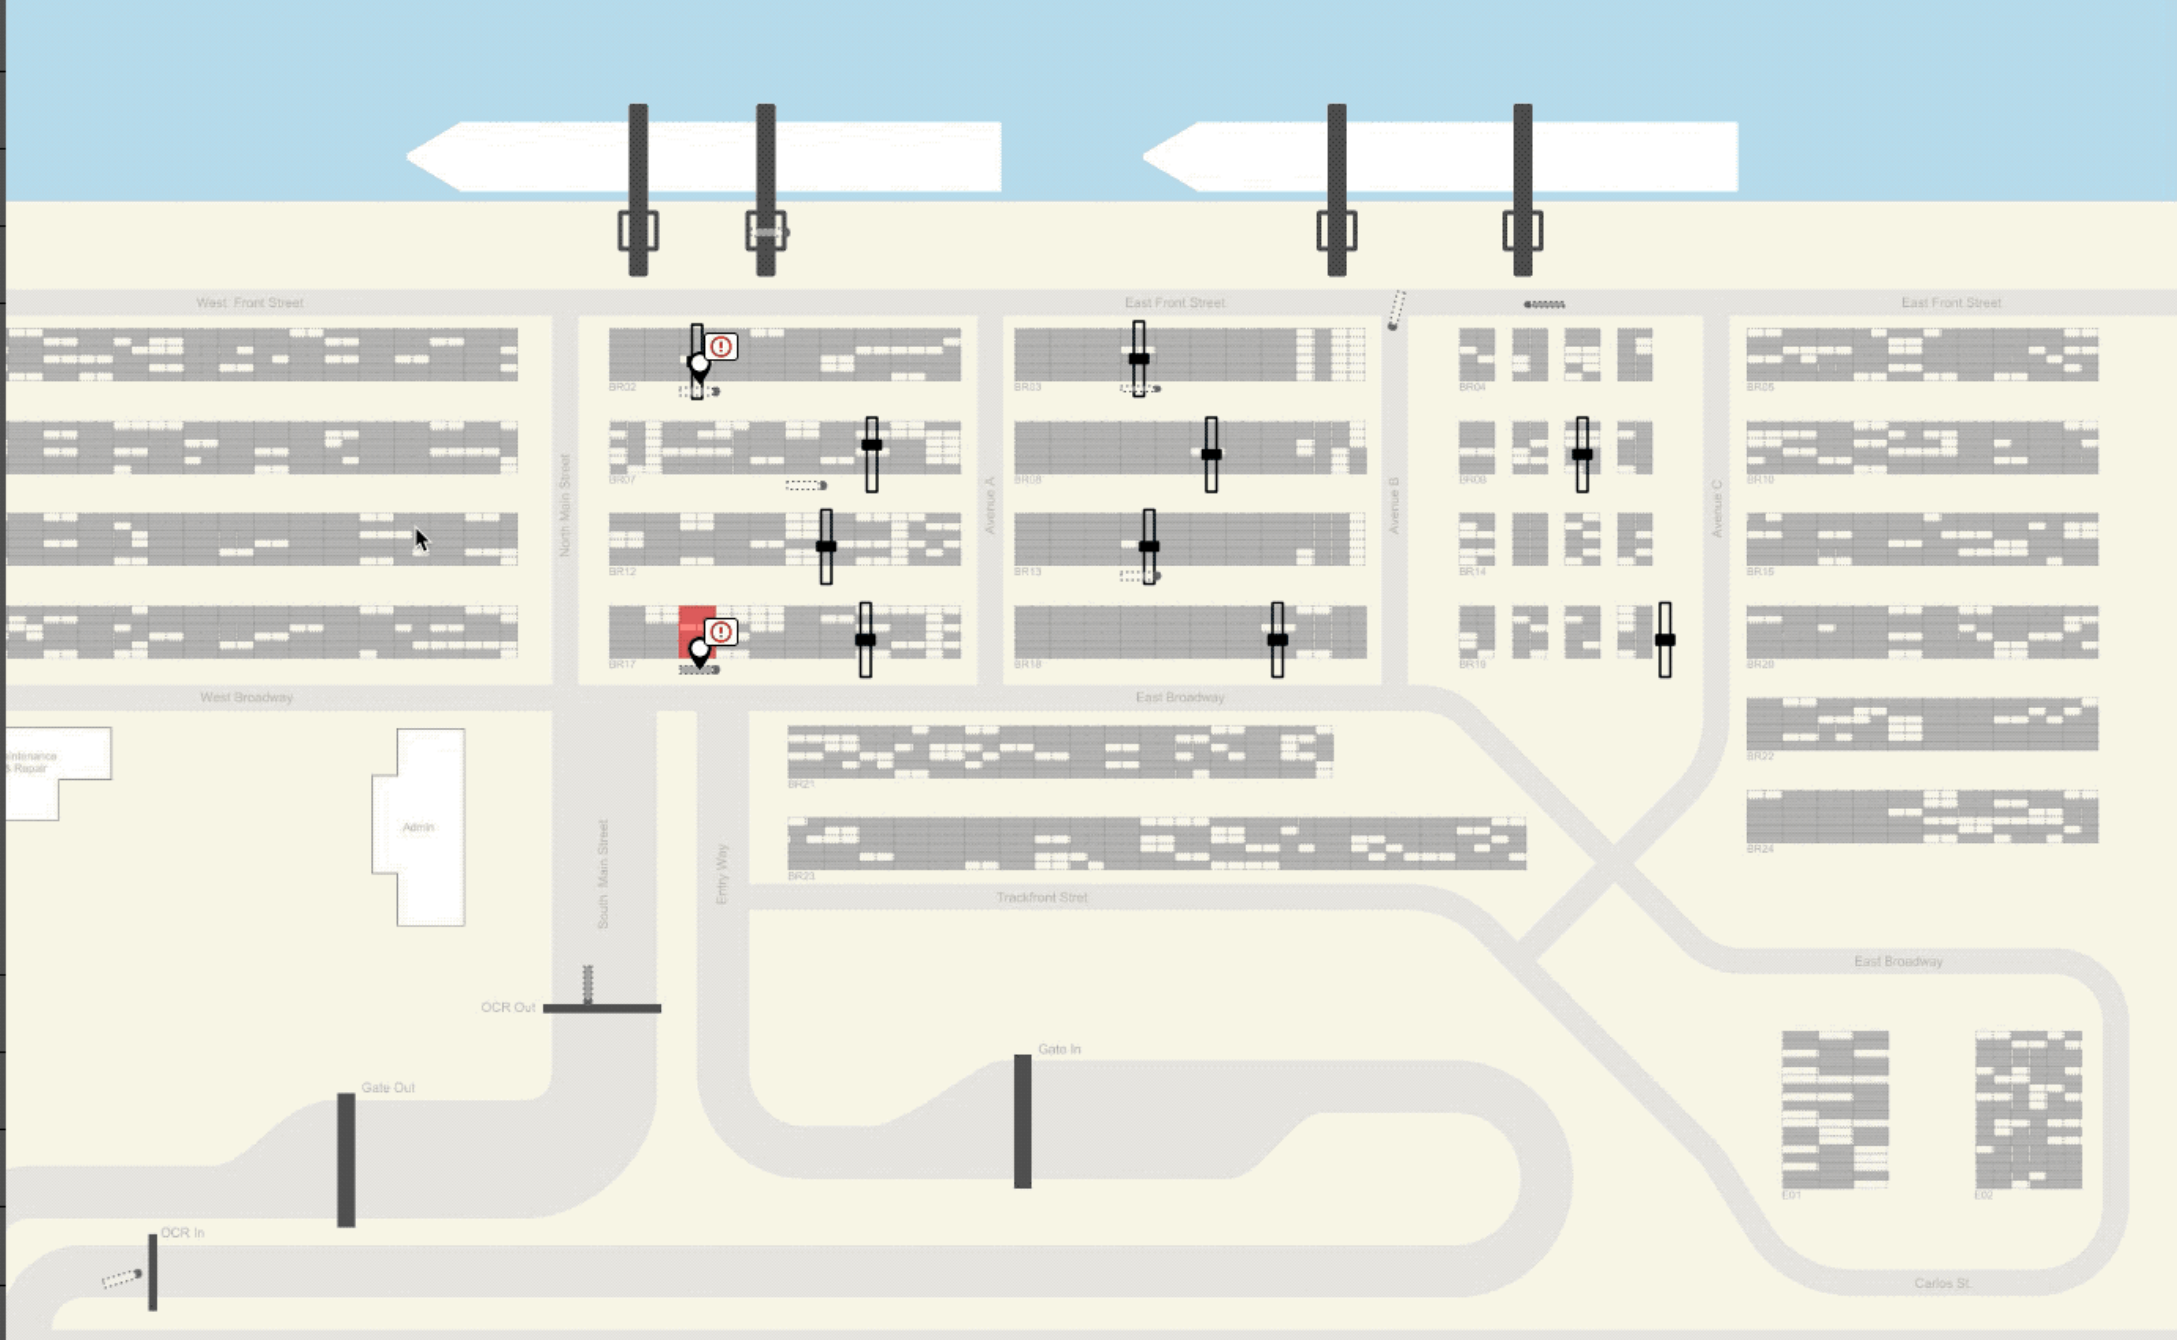 West Front Street
East Front Street
East Front Street
BR02
BR03
BR04
BR05
North Main Street
Avenue A
Avenue B
Avenue C
BR07
BR08
BR09
BR10
BR12
BR13
BR14
BR15
BR17
BR18
BR19
BR20
West Broadway
East Broadway
& Repair
Admin
BR21
BR22
BR23
BR24
South Main Street
Entry Way
Trackfront Stret
East Broadway
OCR Out
Gate In
Gate Out
E01
E02
OCR In
Carlos St.